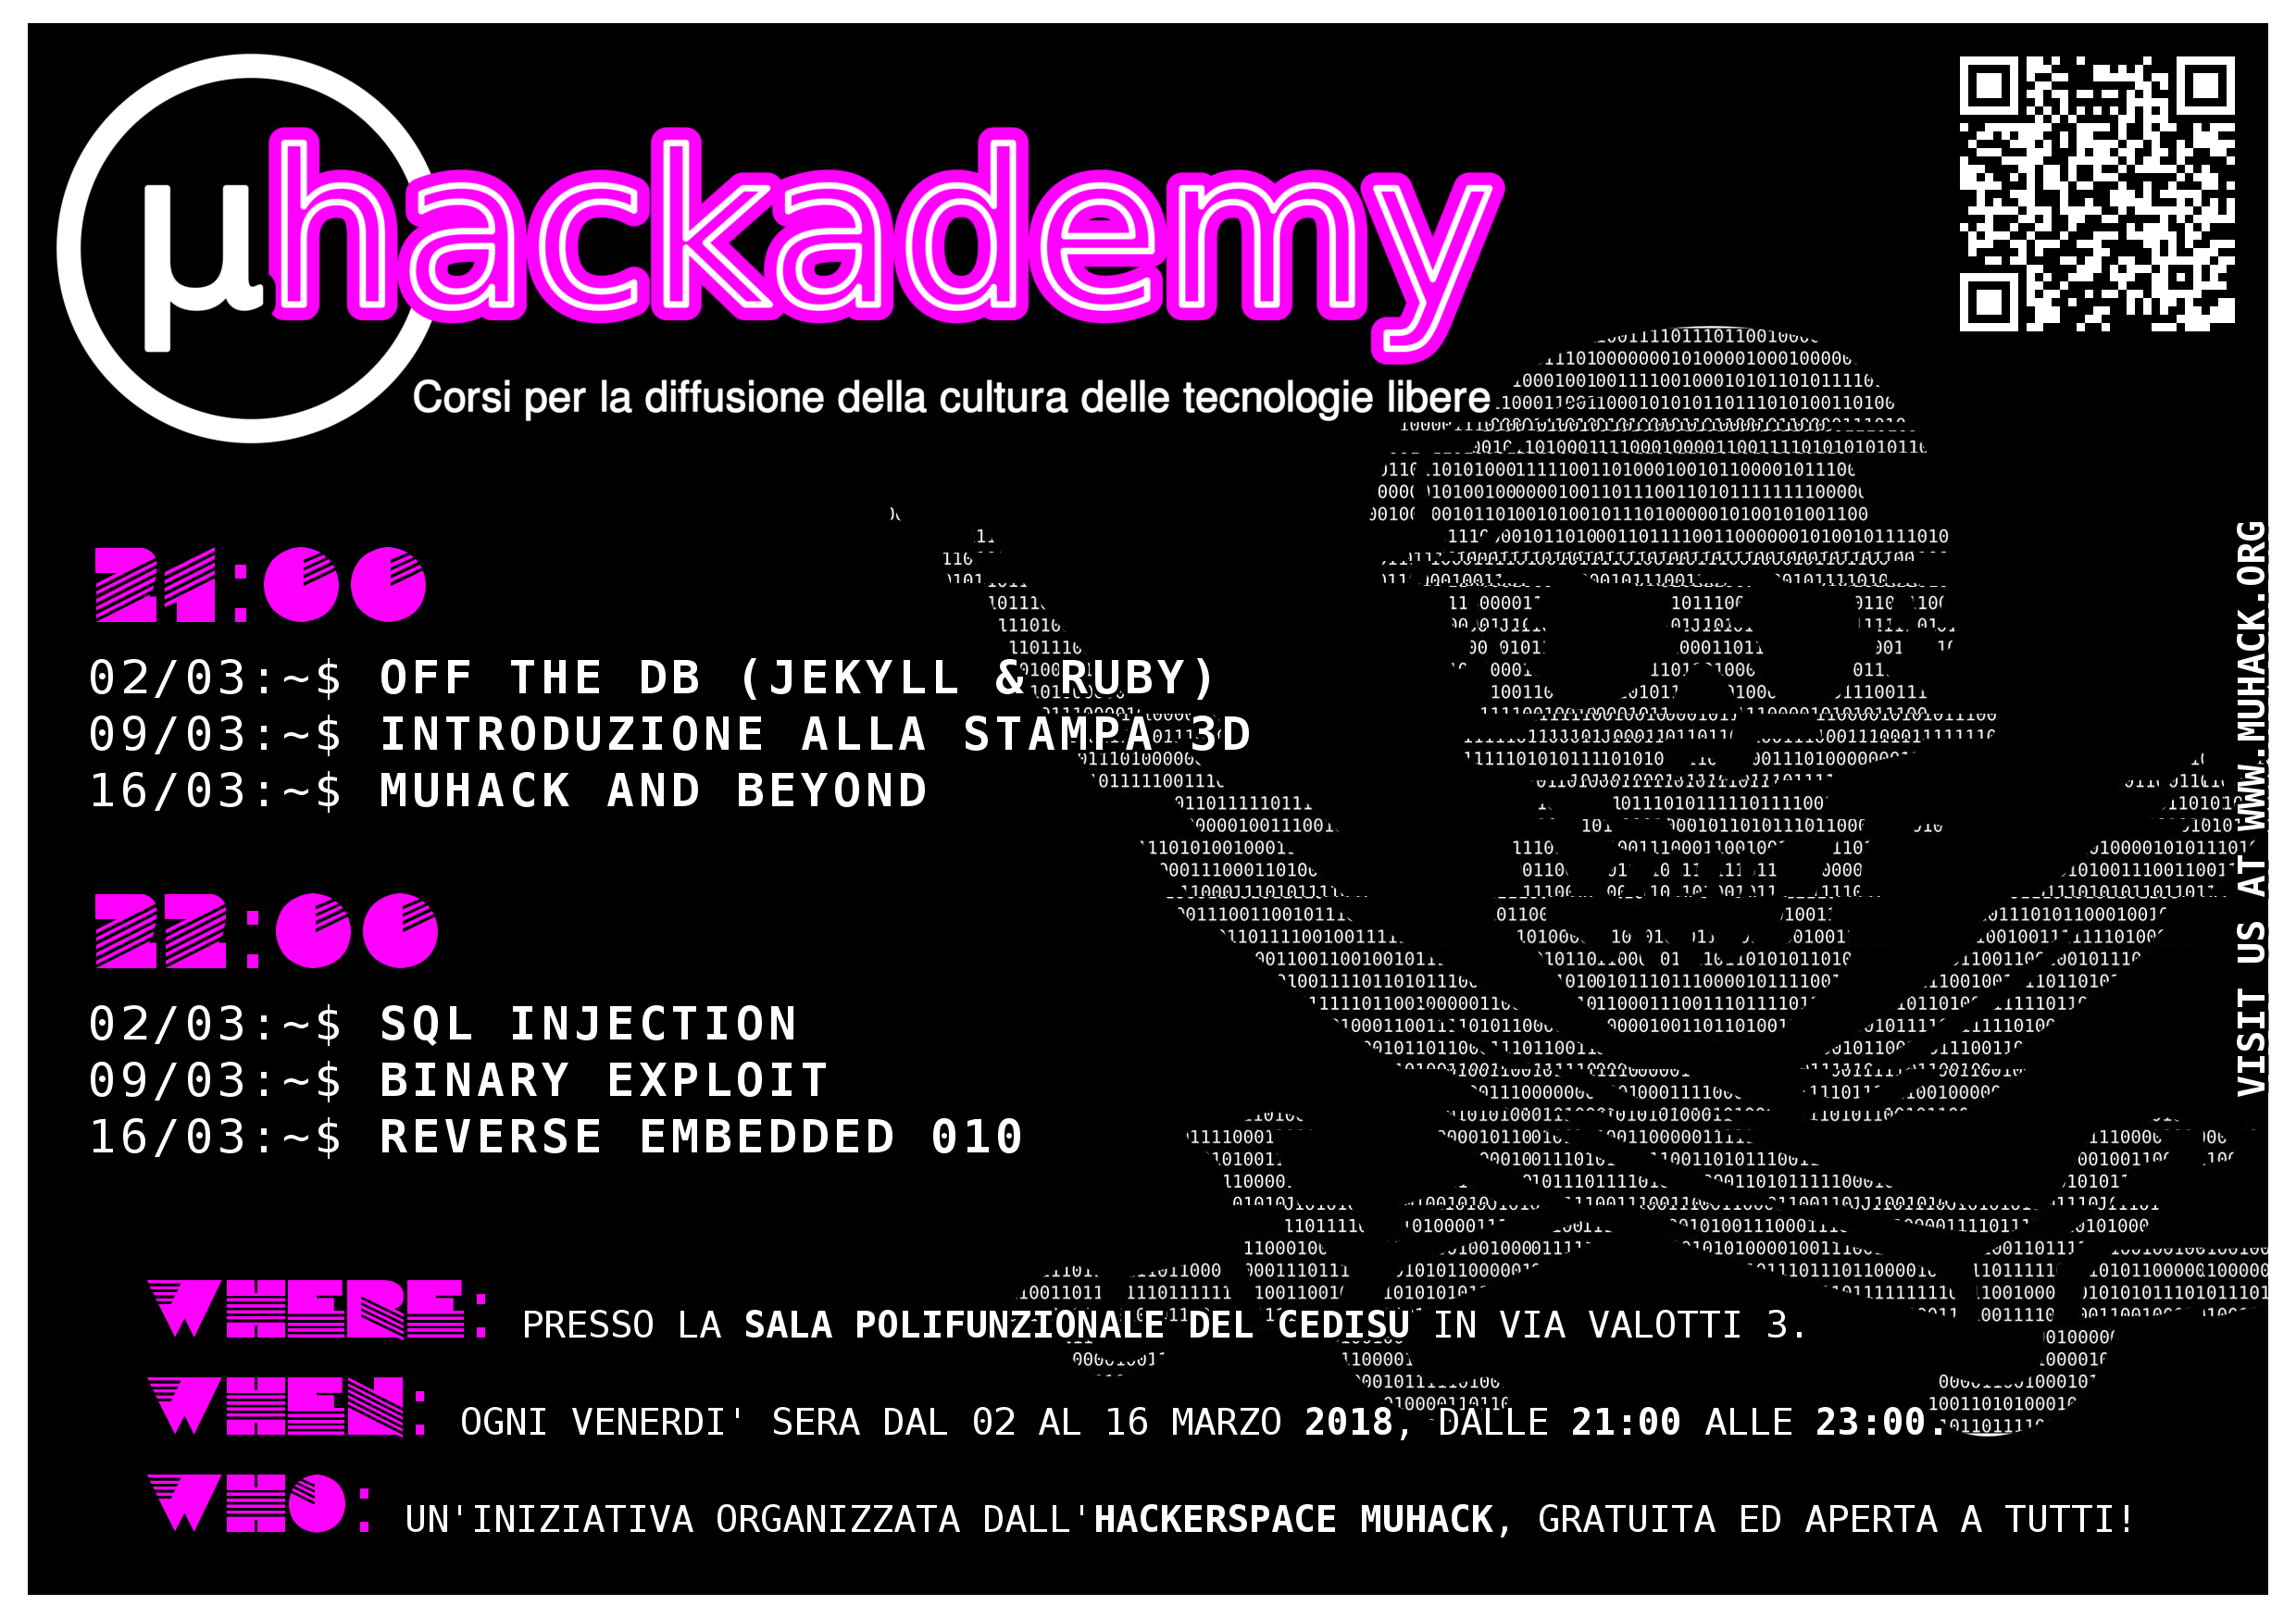 µhackademy
Corsi per la diffusione della cultura delle tecnologie libere
21:00
02/03:~$ OFF THE DB (JEKYLL & RUBY)
09/03:~$ INTRODUZIONE ALLA STAMPA 3D
16/03:~$ MUHACK AND BEYOND
22:00
02/03:~$ SQL INJECTION
09/03:~$ BINARY EXPLOIT
16/03:~$ REVERSE EMBEDDED 010
WHERE: PRESSO LA SALA POLIFUNZIONALE DEL CEDISU IN VIA VALOTTI 3.
WHEN: OGNI VENERDI' SERA DAL 02 AL 16 MARZO 2018, DALLE 21:00 ALLE 23:00.
WHO: UN'INIZIATIVA ORGANIZZATA DALL'HACKERSPACE MUHACK, GRATUITA ED APERTA A TUTTI!
VISIT US AT WWW.MUHACK.ORG